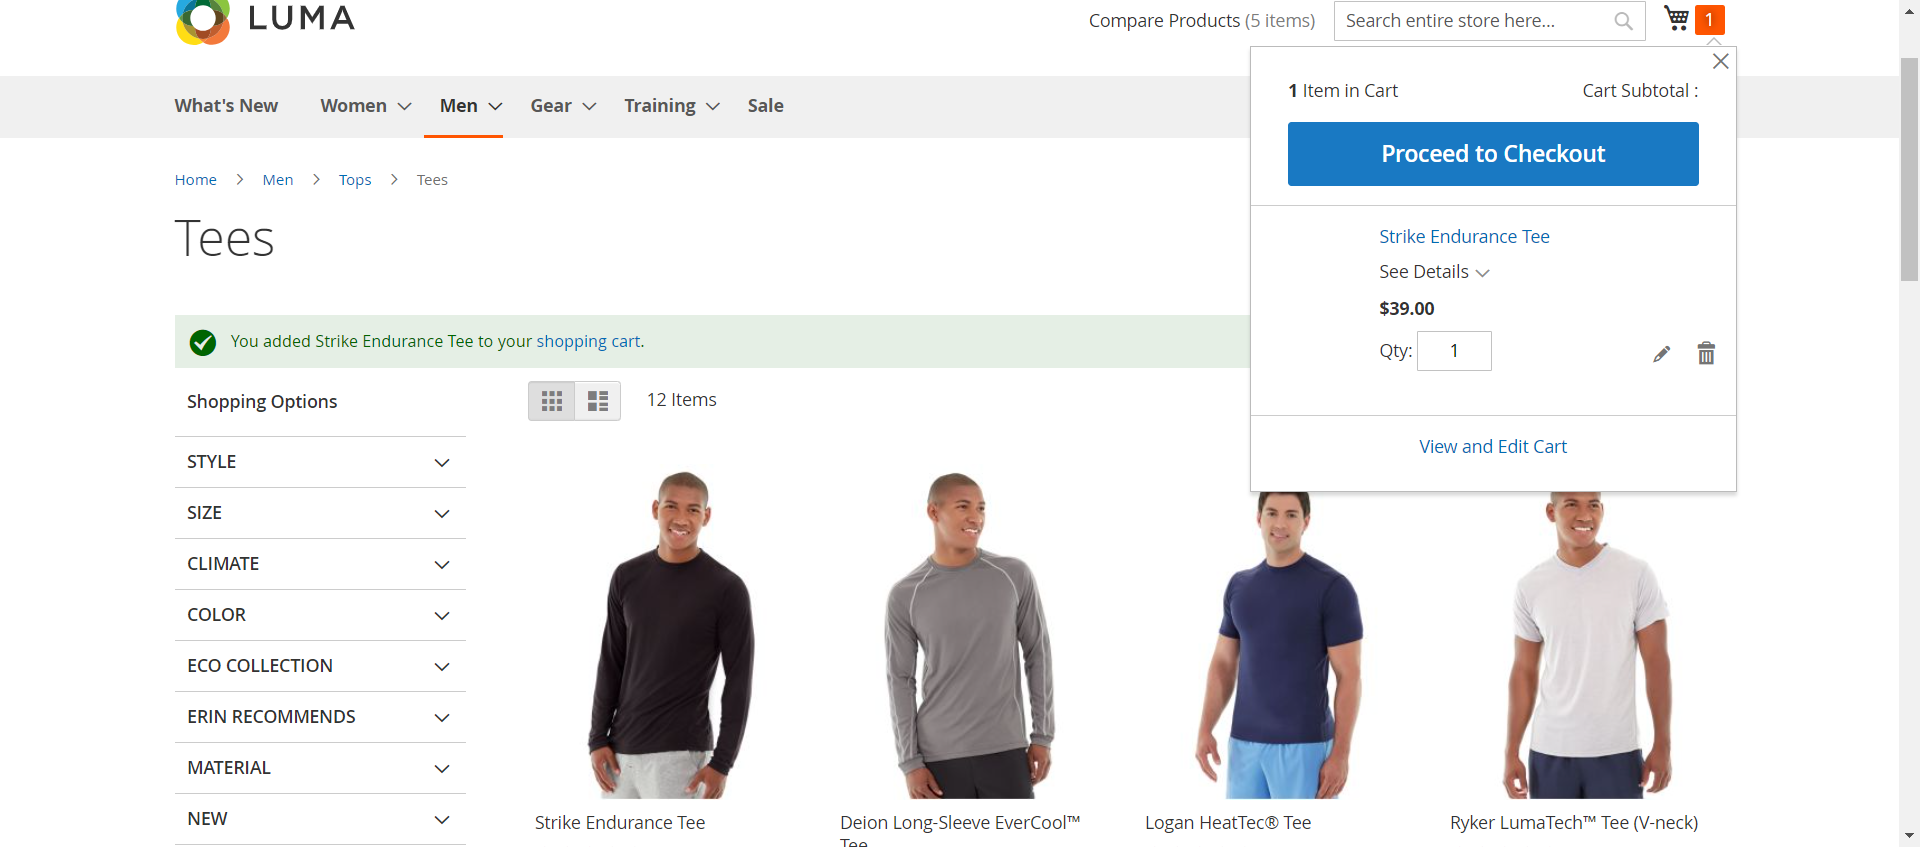 LUMA
Compare Products (5 items)
Search entire store here...
1
What's New
Women
Men
Gear
Training
Sale
1 Item in Cart
Cart Subtotal :
Proceed to Checkout
Home
Men
Tops
Tees
Tees
Strike Endurance Tee
See Details
$39.00
Qty: 1
View and Edit Cart
You added Strike Endurance Tee to your shopping cart.
Shopping Options
12 Items
STYLE
SIZE
CLIMATE
COLOR
ECO COLLECTION
ERIN RECOMMENDS
MATERIAL
NEW
Strike Endurance Tee
Deion Long-Sleeve EverCool™
Tee
Logan HeatTec® Tee
Ryker LumaTech™ Tee (V-neck)